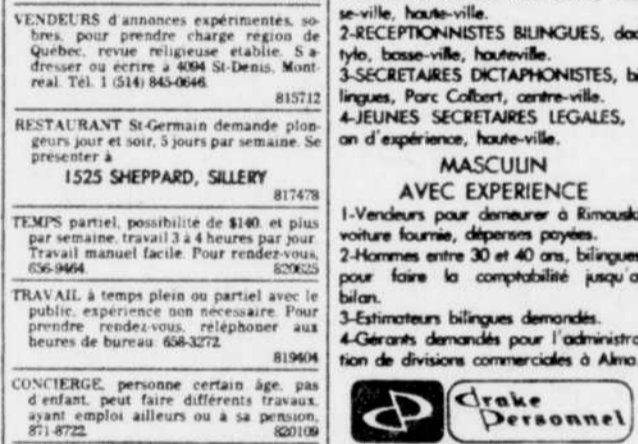 VENDEURS d'annonces expérimentés, so-
bres, pour prendre charge région de
Québec, revue religieuse établie. S'a-
dresser ou écrire à 4094 St-Denis, Mont-
réal. Tél. 1 (514) 845-0646.
815712
RESTAURANT St-Germain demande plon-
geurs jour et soir, 5 jours par semaine. Se
présenter à
1525 SHEPPARD, SILLERY
817478
TEMPS partiel, possibilité de $140. et plus
par semaine, travail 3 à 4 heures par jour.
Travail manuel facile. Pour rendez-vous,
656-9464. 820625
TRAVAIL à temps plein ou partiel avec le
public, expérience non nécessaire. Pour
prendre rendez-vous, réléphoner aux
heures de bureau. 658-3272.
819404
CONCIERGE, personne certain âge, pas
d'enfant, peut faire différents travaux,
ayant emploi ailleurs ou à sa pension,
871-8722. 820109
se-ville, haute-ville.
2-RECEPTIONNISTES BILINGUES, dac
tylo, basse-ville, hauteville.
3-SECRETAIRES DICTAPHONISTES, bi
lingues, Parc Colbert, centre-ville.
4-JEUNES SECRETAIRES LEGALES,
an d'expérience, haute-ville.
MASCULIN
AVEC EXPERIENCE
1-Vendeurs pour demeurer à Rimouski
voiture fournie, dépenses payées.
2-Hommes entre 30 et 40 ans, bilingues
pour faire la comptabilité jusqu'a
bilan.
3-Estimateurs bilingues demandés.
4-Gérants demandés pour l'administra
tion de divisions commerciales à Alma
drake
Personnel